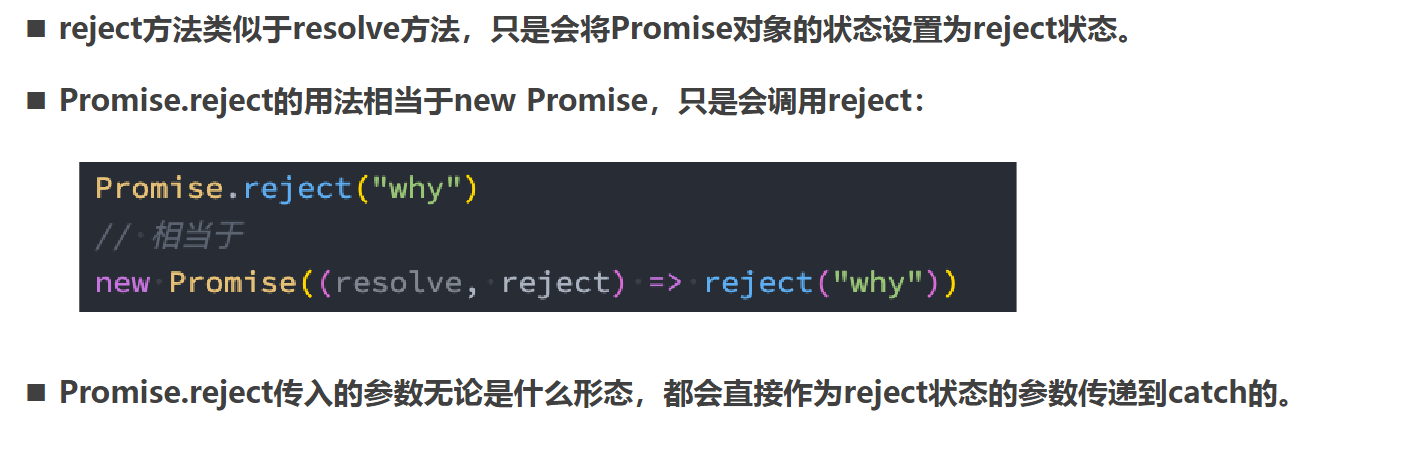 ■ reject方法类似于resolve方法，只是会将Promise对象的状态设置为reject状态。
■ Promise.reject的用法相当于new Promise，只是会调用reject：
Promise.reject("why")
// 相当于
new Promise((resolve, reject) => reject("why"))
■ Promise.reject传入的参数无论是什么形态，都会直接作为reject状态的参数传递到catch的。